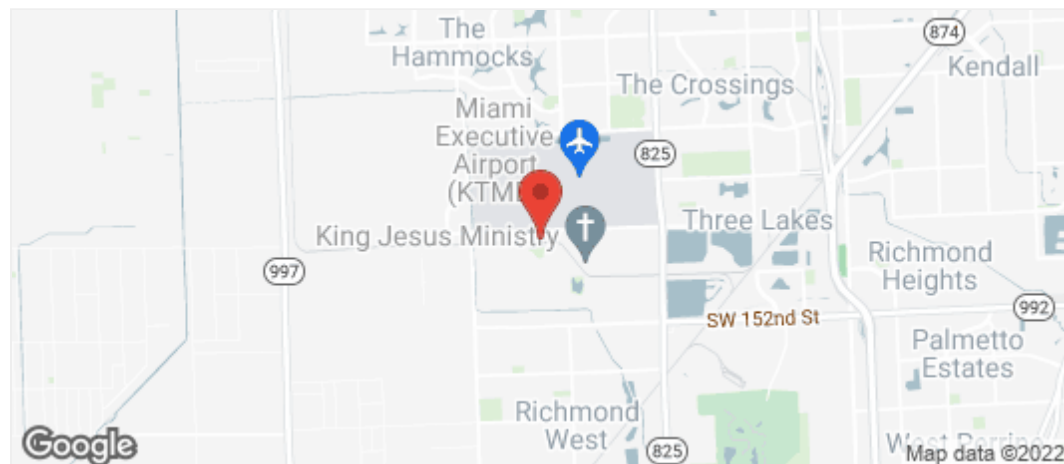 The
Hammocks
874
Kendall
The Crossings
Miami
Executive
Airport
825
Three Lakes
King Jesus Ministry
Richmond
Heights
997
992
SW 152nd St
Palmetto
Estates
Richmond
West
825
Google
Map data ©2022